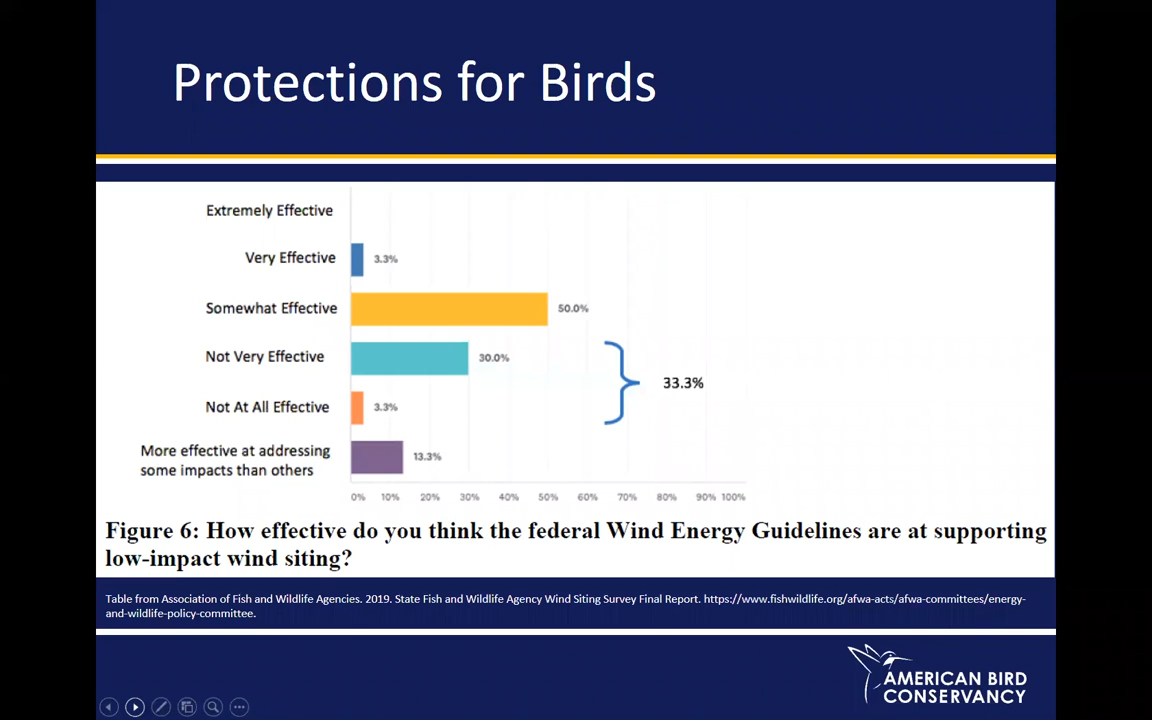 Protections for Birds
Extremely Effective
Very Effective
3.3%
Somewhat Effective
50.0%
Not Very Effective
30.0%
33.3%
Not At All Effective
3.3%
More effective at addressing
some impacts than others
13.3%
0% 10% 20% 30% 40% 50% 60% 70% 80% 90% 100%
Figure 6: How effective do you think the federal Wind Energy Guidelines are at supporting
low-impact wind siting?
Table from Association of Fish and Wildlife Agencies. 2019. State Fish and Wildlife Agency Wind Siting Survey Final Report. https://www.fishwildlife.org/afwa-acts/afwa-committees/energy-
and-wildlife-policy-committee.
AMERICAN BIRD
CONSERVANCY